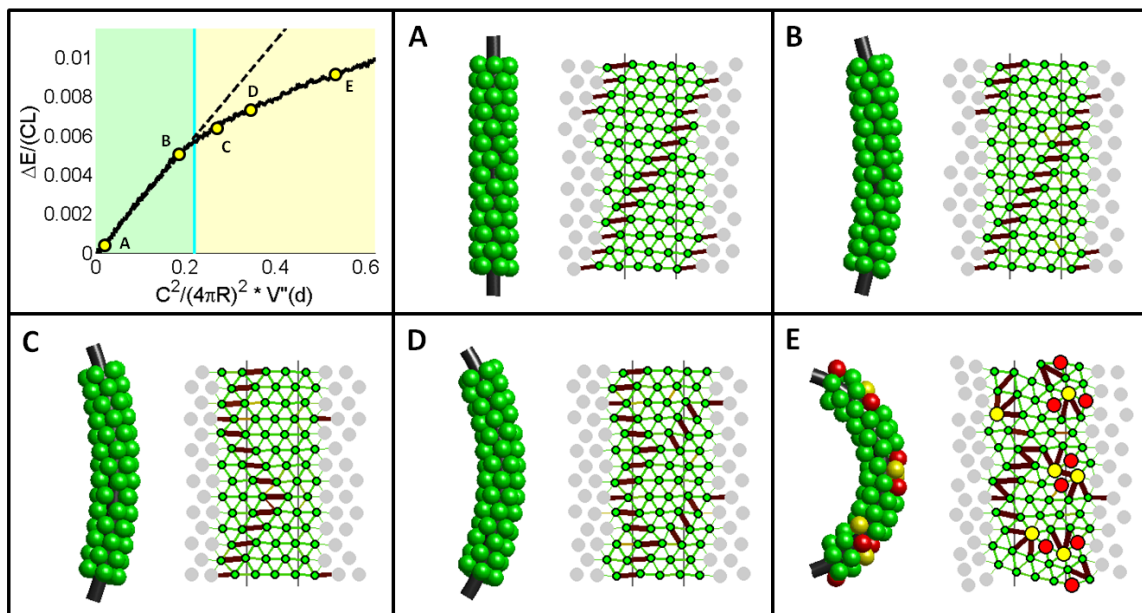 ΔE/(CL)
0.01
0.008
0.006
0.004
0.002
0
A
B
C
D
E
0
0.2
0.4
0.6
C²/(4πR)² * V"(d)
A
B
C
D
E